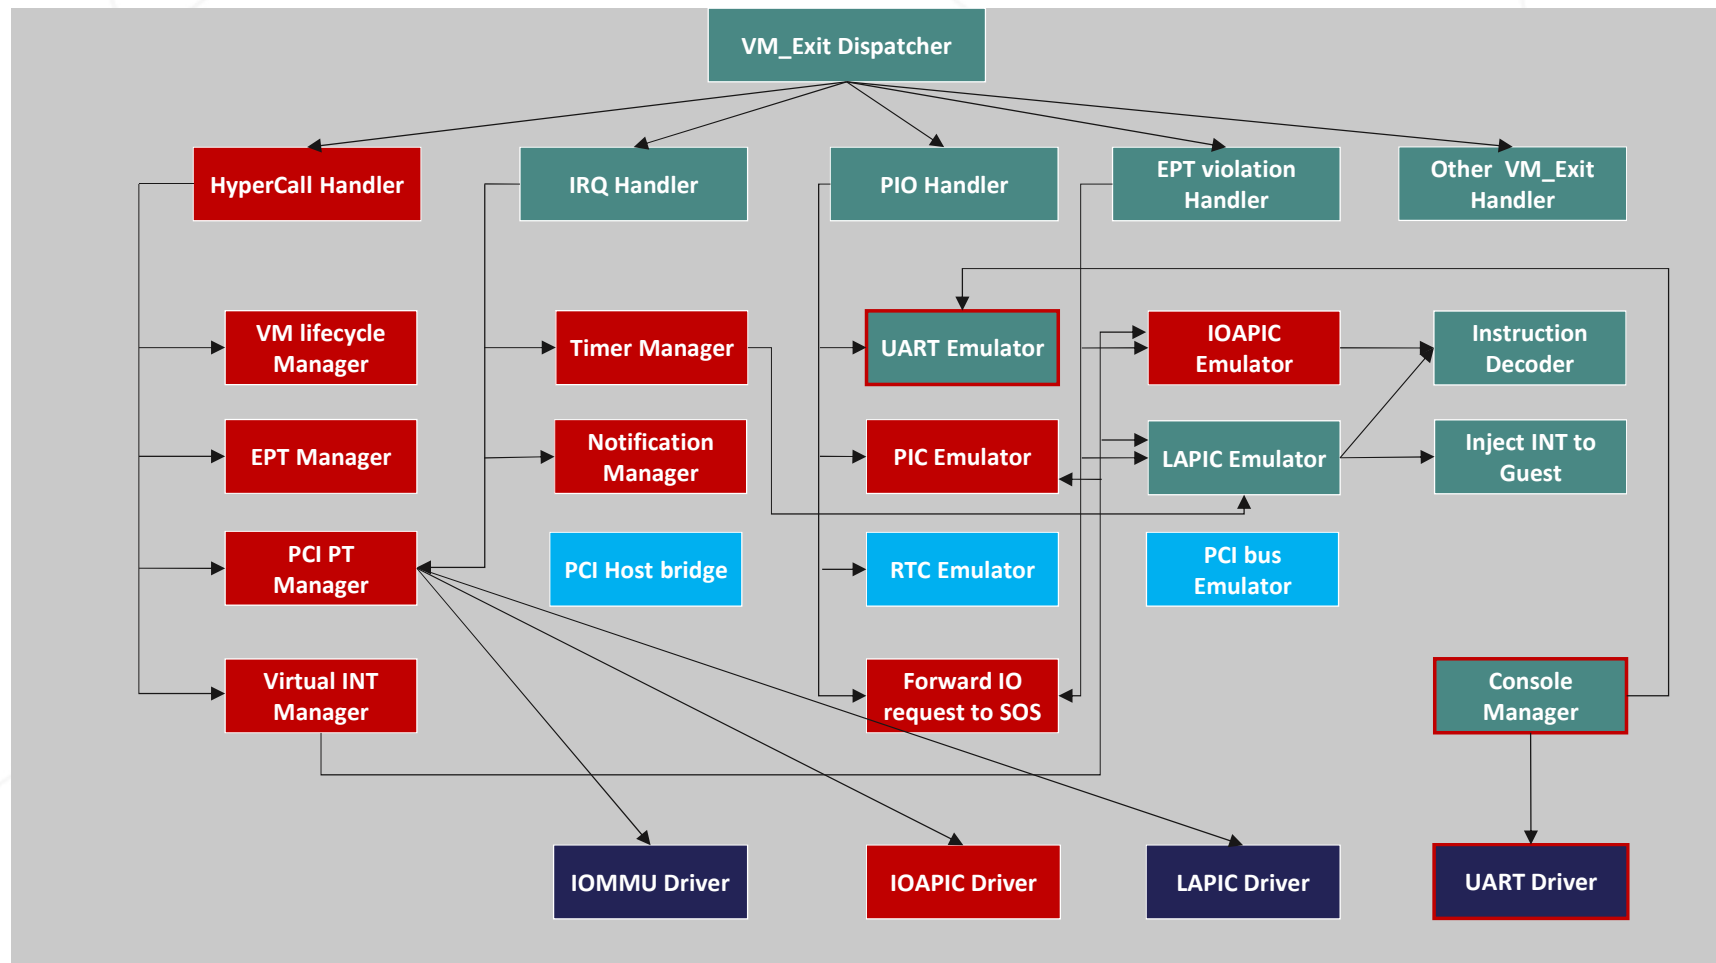 VM_Exit Dispatcher
HyperCall Handler
IRQ Handler
PIO Handler
EPT violation
Handler
Other  VM_Exit
Handler
VM lifecycle
Manager
Timer Manager
UART Emulator
IOAPIC
Emulator
Instruction
Decoder
EPT Manager
Notification
Manager
PIC Emulator
LAPIC Emulator
Inject INT to
Guest
PCI PT
Manager
PCI Host bridge
RTC Emulator
PCI bus
Emulator
Virtual INT
Manager
Forward IO
request to SOS
Console
Manager
IOMMU Driver
IOAPIC Driver
LAPIC Driver
UART Driver